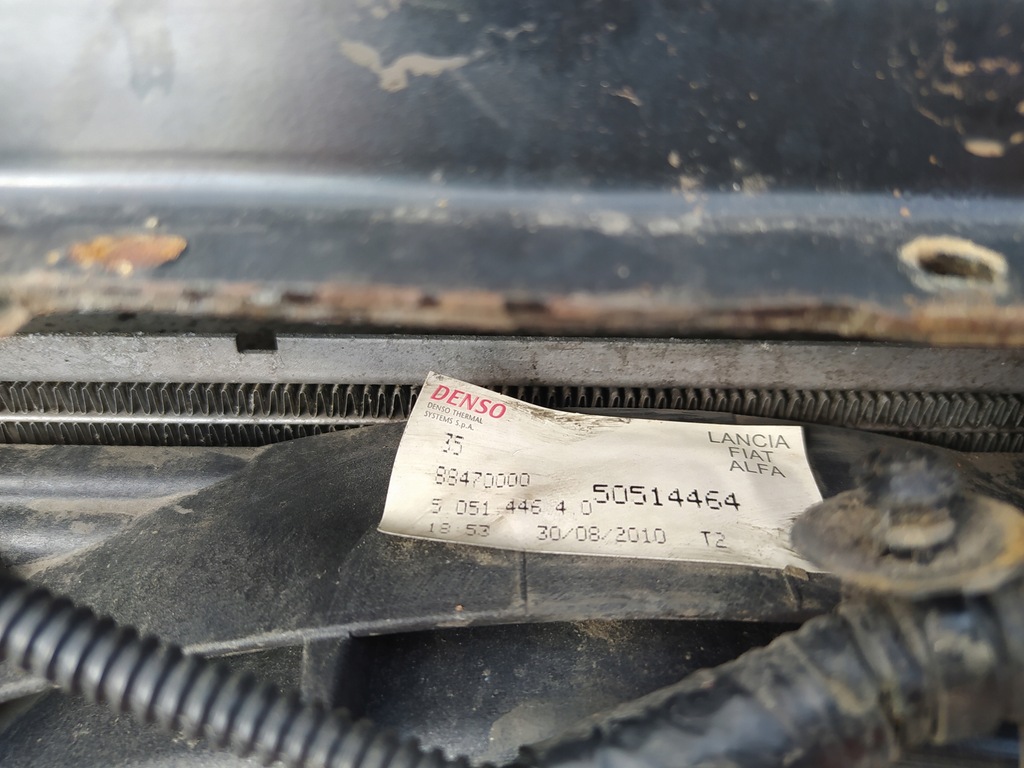 DENSO
DENSO THERMAL
SYSTEMS S.p.A.
35
LANCIA
FIAT
ALFA
88470000
5 051 446 4.0
50514464
18:53 30/08/2010 T2